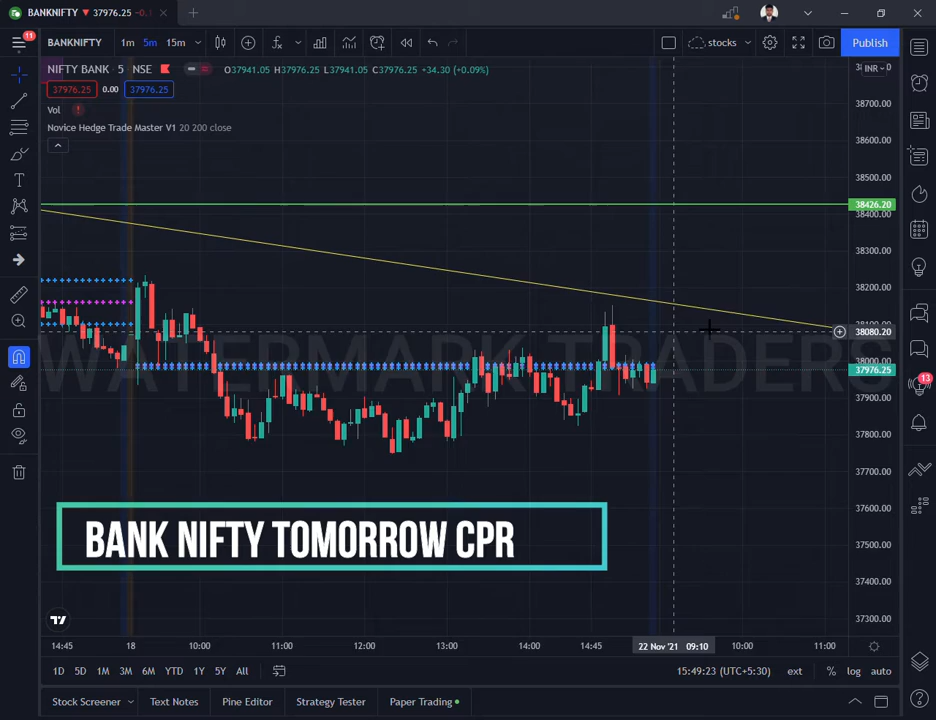 BANKNIFTY ▼ 37976.25 -0.1
11
BANKNIFTY 1m 5m 15m stocks Publish
NIFTY BANK · 5 NSE O37941.05 H37976.25 L37941.05 C37976.25 +34.30 (+0.09%)
INR
37976.25 0.00 37976.25
Vol
Novice Hedge Trade Master V1 20 200 close
38700.00
38600.00
38500.00
38426.20
38400.00
38300.00
38200.00
38080.20
38000.00
37976.25
WATERMARK TRADERS
37900.00
37800.00
37700.00
37600.00
37500.00
37400.00
37300.00
13
BANK NIFTY TOMORROW CPR
14:45 18 10:00 11:00 12:00 13:00 14:00 14:45 22 Nov '21 09:10 10:00 11:00
1D 5D 1M 3M 6M YTD 1Y 5Y All 15:49:23 (UTC+5:30) ext % log auto
Stock Screener Text Notes Pine Editor Strategy Tester Paper Trading